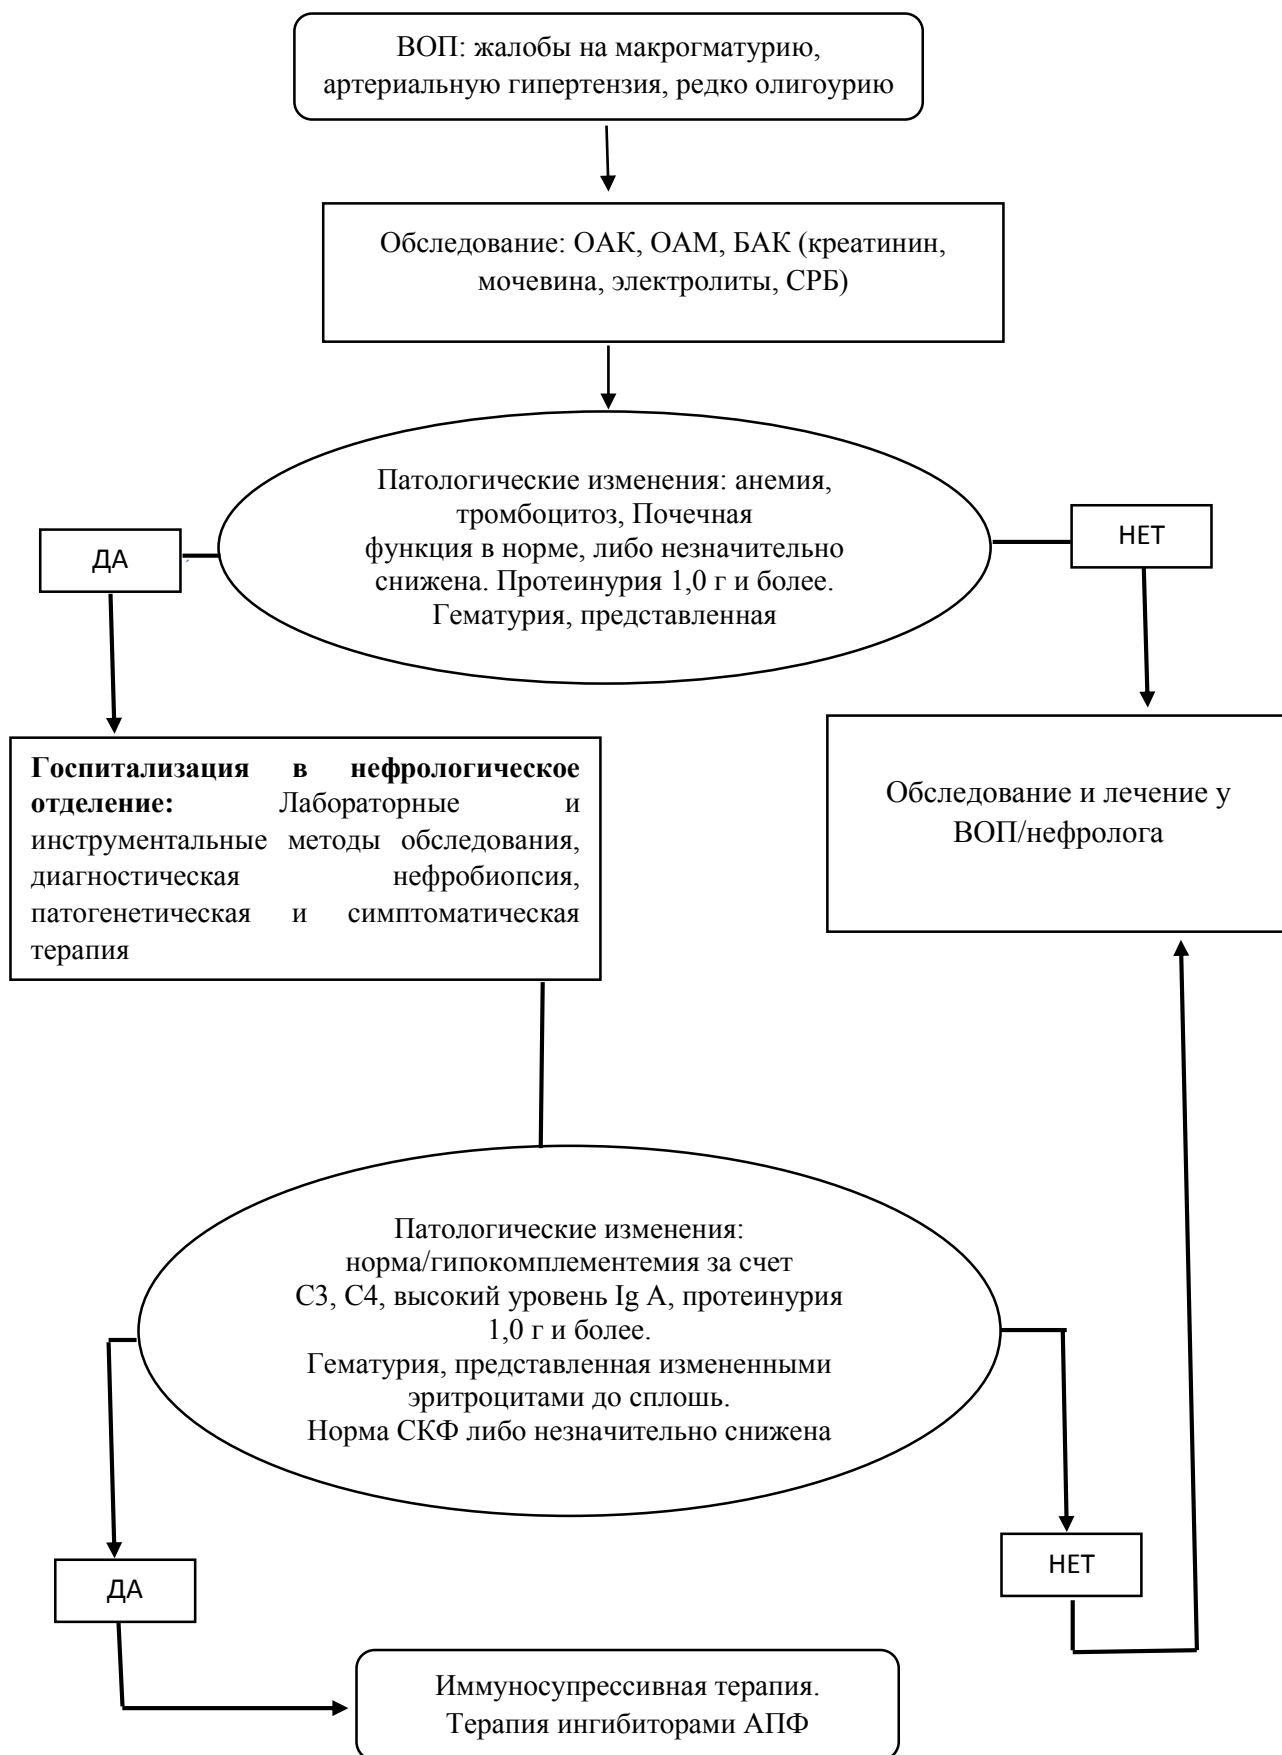 ВОП: жалобы на макрогматурию,
артериальную гипертензия, редко олигоурию
Обследование: ОАК, ОАМ, БАК (креатинин,
мочевина, электролиты, СРБ)
Патологические изменения: анемия,
тромбоцитоз, Почечная
функция в норме, либо незначительно
снижена. Протеинурия 1,0 г и более.
Гематурия, представленная
ДА
НЕТ
Госпитализация в нефрологическое
отделение: Лабораторные и
инструментальные методы обследования,
диагностическая нефробиопсия,
патогенетическая и симптоматическая
терапия
Обследование и лечение у
ВОП/нефролога
Патологические изменения:
норма/гипокомплементемия за счет
С3, С4, высокий уровень Ig A, протеинурия
1,0 г и более.
Гематурия, представленная измененными
эритроцитами до сплошь.
Норма СКФ либо незначительно снижена
ДА
НЕТ
Иммуносупрессивная терапия.
Терапия ингибиторами АПФ